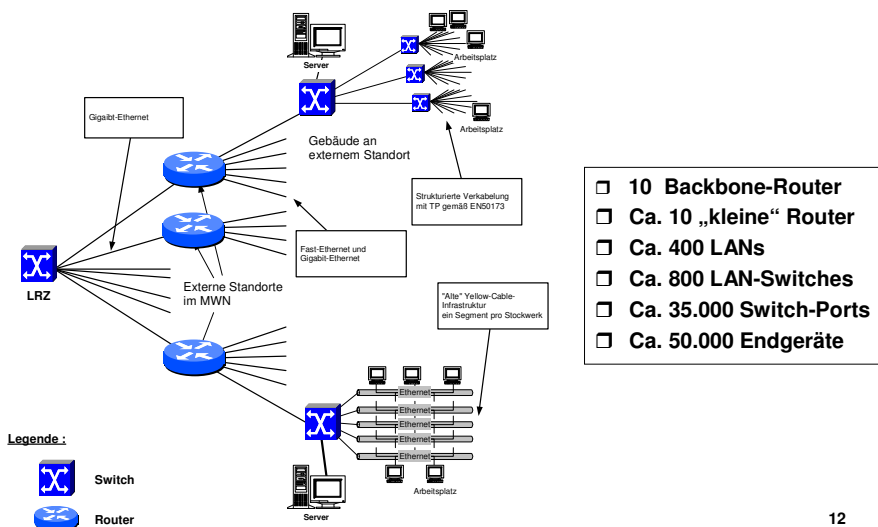 Server
Arbeitsplatz
Gigaibt-Ethernet
Arbeitsplatz
Gebäude an
externem Standort
Strukturierte Verkabelung
mit TP gemäß EN50173
Fast-Ethernet und
Gigabit-Ethernet
LRZ
Externe Standorte
im MWN
"Alte" Yellow-Cable-
Infrastruktur
ein Segment pro Stockwerk
Ethernet
Ethernet
Ethernet
Ethernet
Ethernet
Arbeitsplatz
Server
Legende :
Switch
Router
10 Backbone-Router
Ca. 10 „kleine“ Router
Ca. 400 LANs
Ca. 800 LAN-Switches
Ca. 35.000 Switch-Ports
Ca. 50.000 Endgeräte
12